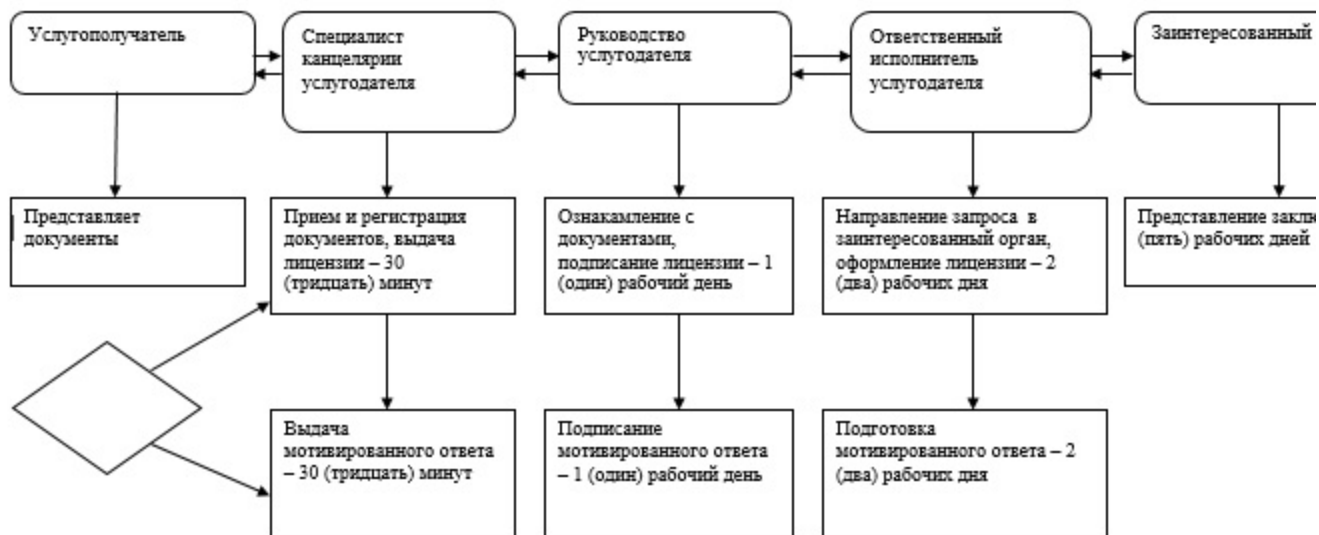 Услугополучатель
Специалист
канцелярии
услугодателя
Руководство
услугодателя
Ответственный
исполнитель
услугодателя
Заинтересованный
Представляет
документы
Прием и регистрация
документов, выдача
лицензии – 30
(тридцать) минут
Ознакамление с
документами,
подписание лицензии – 1
(один) рабочий день
Направление запроса в
заинтересованный орган,
оформление лицензии – 2
(два) рабочих дня
Представление
(пять) рабочих дней
Выдача
мотивированного ответа
– 30 (тридцать) минут
Подписание
мотивированного ответа
– 1 (один) рабочий день
Подготовка
мотивированного ответа – 2
(два) рабочих дня